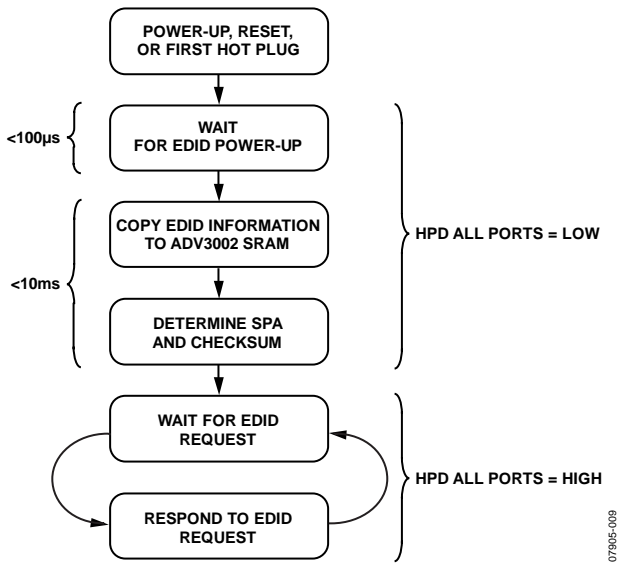 POWER-UP, RESET,
OR FIRST HOT PLUG
<100µs
WAIT
FOR EDID POWER-UP
COPY EDID INFORMATION
TO ADV3002 SRAM
HPD ALL PORTS = LOW
<10ms
DETERMINE SPA
AND CHECKSUM
WAIT FOR EDID
REQUEST
HPD ALL PORTS = HIGH
RESPOND TO EDID
REQUEST
07905-009